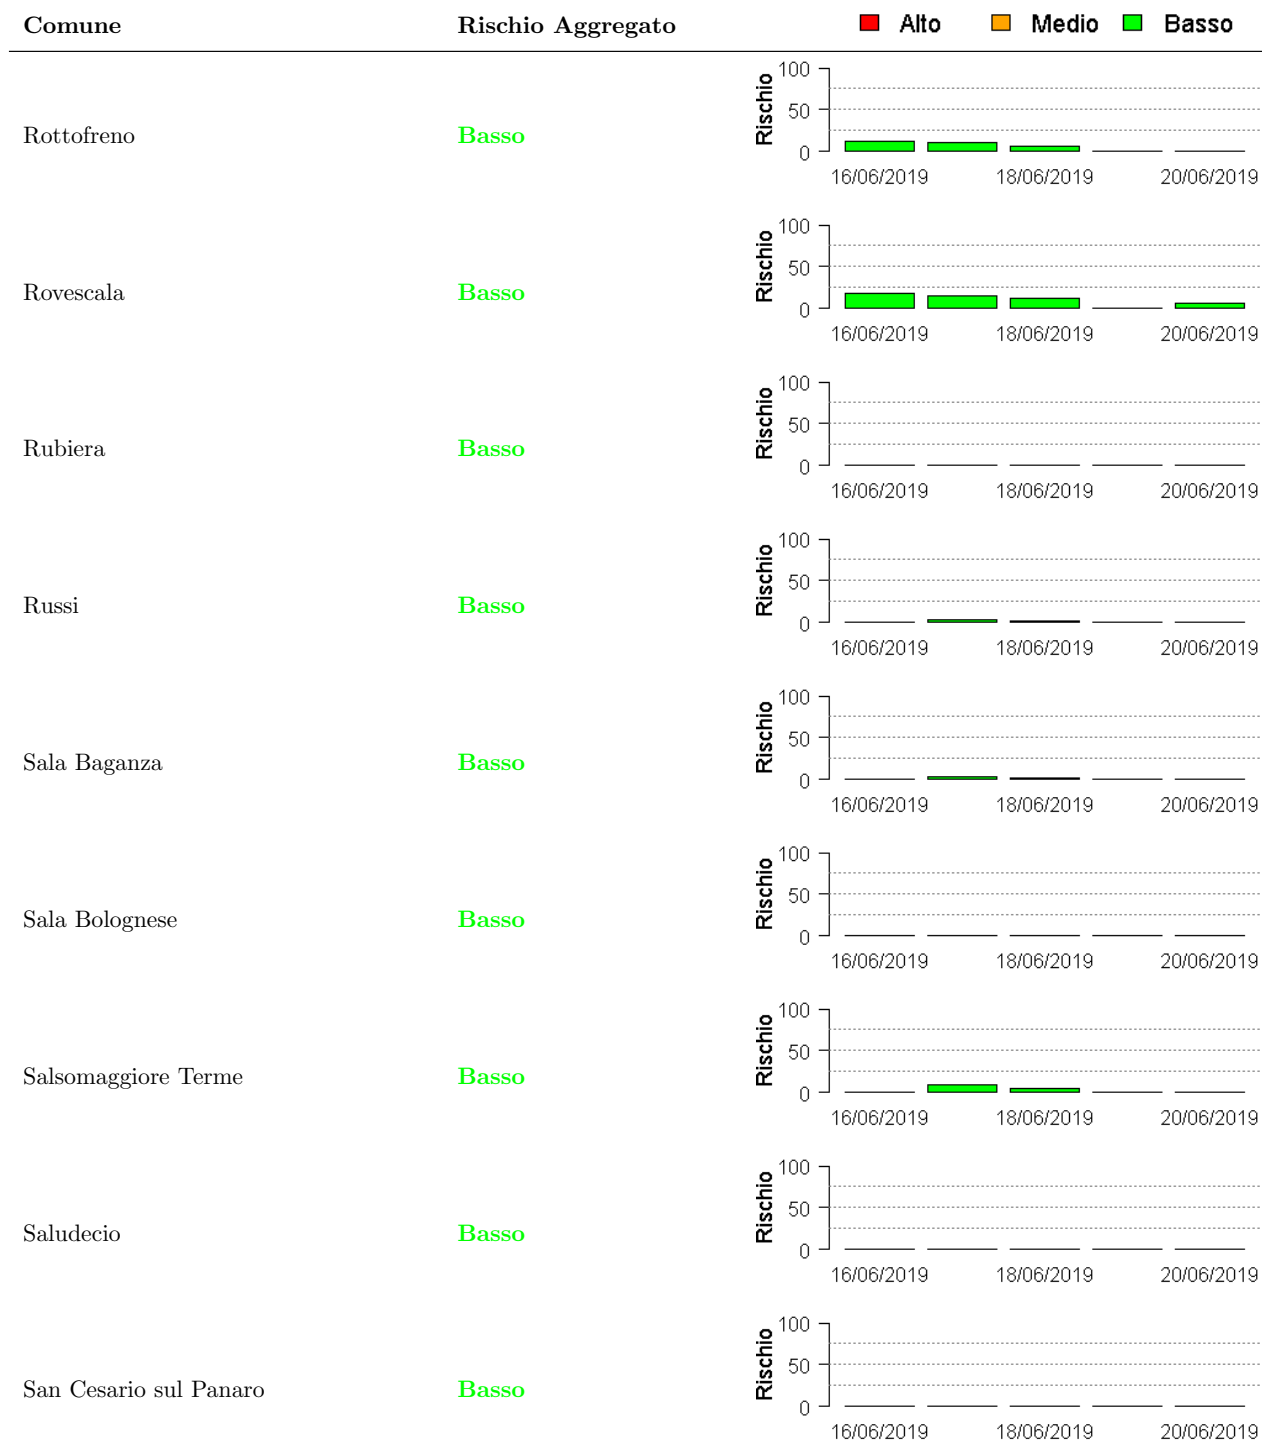 Comune Rischio Aggregato Alto Medio Basso
100
50
0
Rischio
Rottofreno Basso
16/06/2019 18/06/2019 20/06/2019
100
50
0
Rischio
Rovescala Basso
16/06/2019 18/06/2019 20/06/2019
100
50
0
Rischio
Rubiera Basso
16/06/2019 18/06/2019 20/06/2019
100
50
0
Rischio
Russi Basso
16/06/2019 18/06/2019 20/06/2019
100
50
0
Rischio
Sala Baganza Basso
16/06/2019 18/06/2019 20/06/2019
100
50
0
Rischio
Sala Bolognese Basso
16/06/2019 18/06/2019 20/06/2019
100
50
0
Rischio
Salsomaggiore Terme Basso
16/06/2019 18/06/2019 20/06/2019
100
50
0
Rischio
Saludecio Basso
16/06/2019 18/06/2019 20/06/2019
100
50
0
Rischio
San Cesario sul Panaro Basso
16/06/2019 18/06/2019 20/06/2019